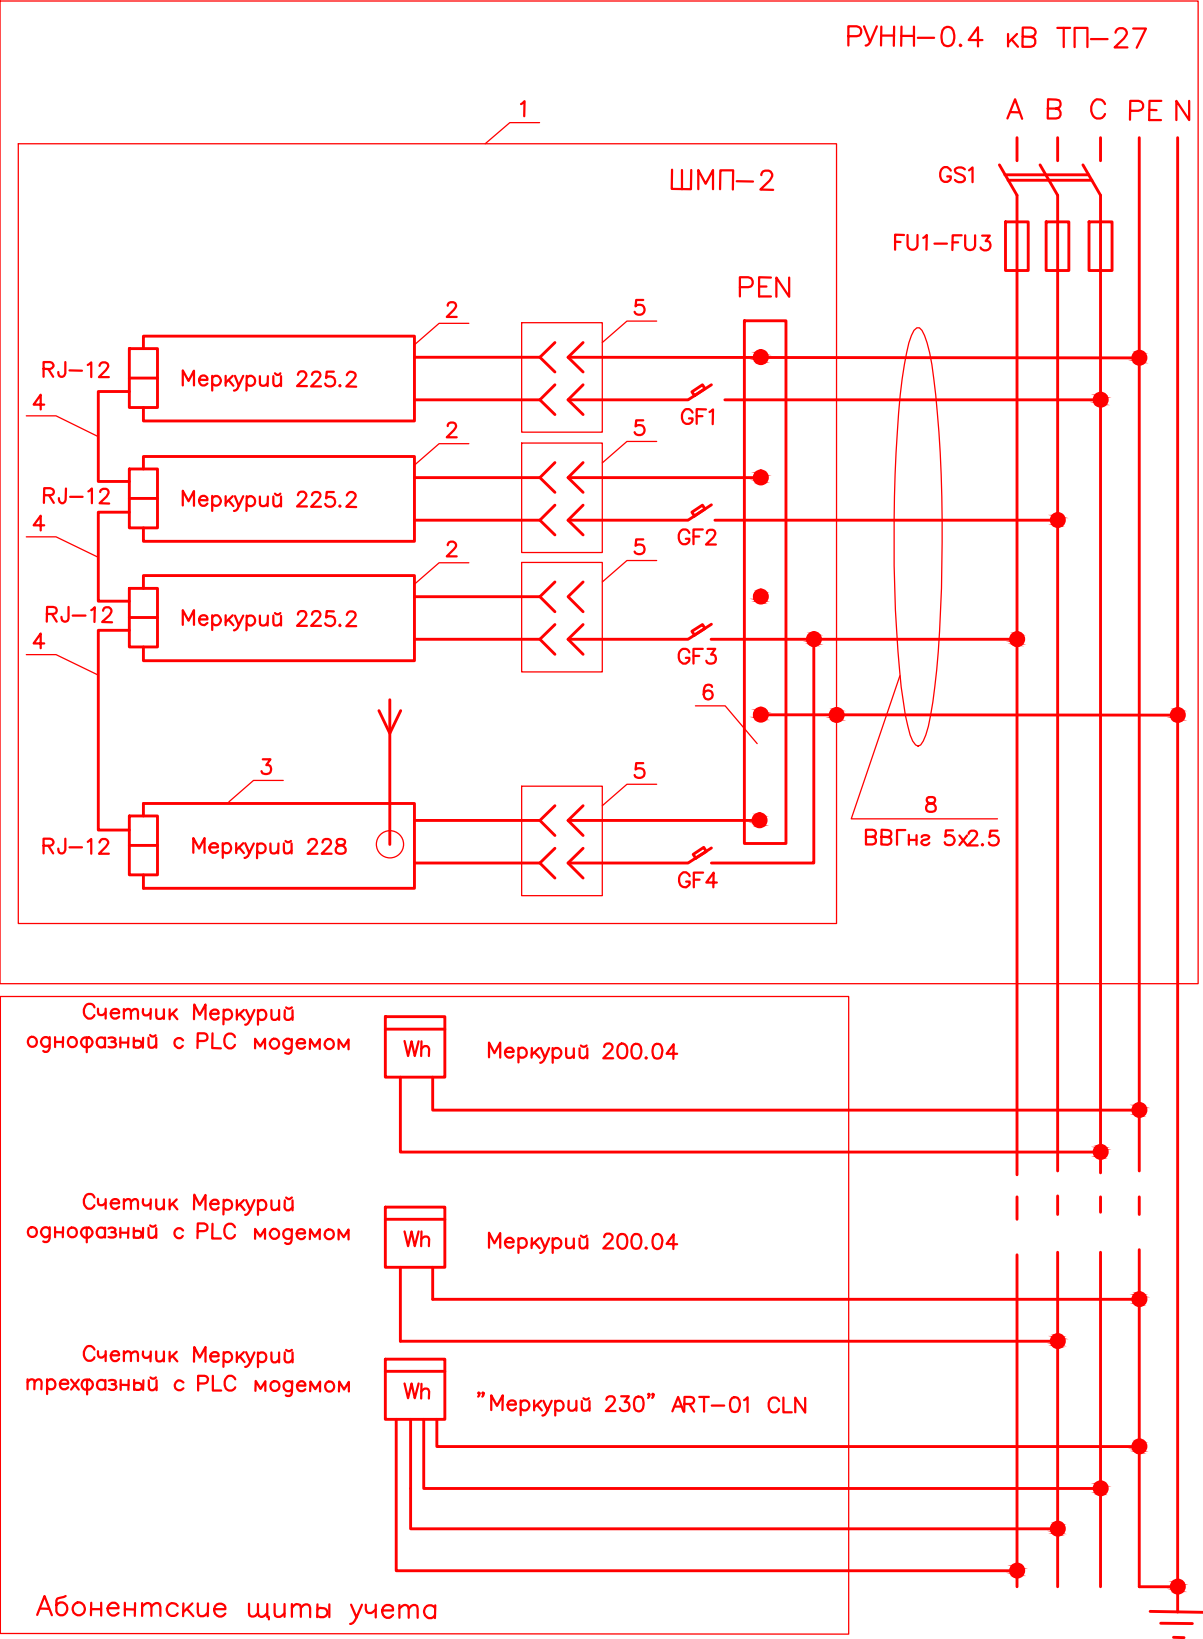 РУНН-0.4 кВ ТП-27
A B C PE N
1
ШМП-2
GS1
FU1-FU3
PEN
2
5
RJ-12
Меркурий 225.2
4
GF1
2
5
RJ-12
Меркурий 225.2
4
GF2
2
5
RJ-12
Меркурий 225.2
4
GF3
6
3
5
8
ВВГнг 5x2.5
RJ-12
Меркурий 228
GF4
Счетчик Меркурий
однофазный с PLC модемом
Wh
Меркурий 200.04
Счетчик Меркурий
однофазный с PLC модемом
Wh
Меркурий 200.04
Счетчик Меркурий
трехфазный с PLC модемом
Wh
"Меркурий 230" ART-01 CLN
Абонентские щиты учета